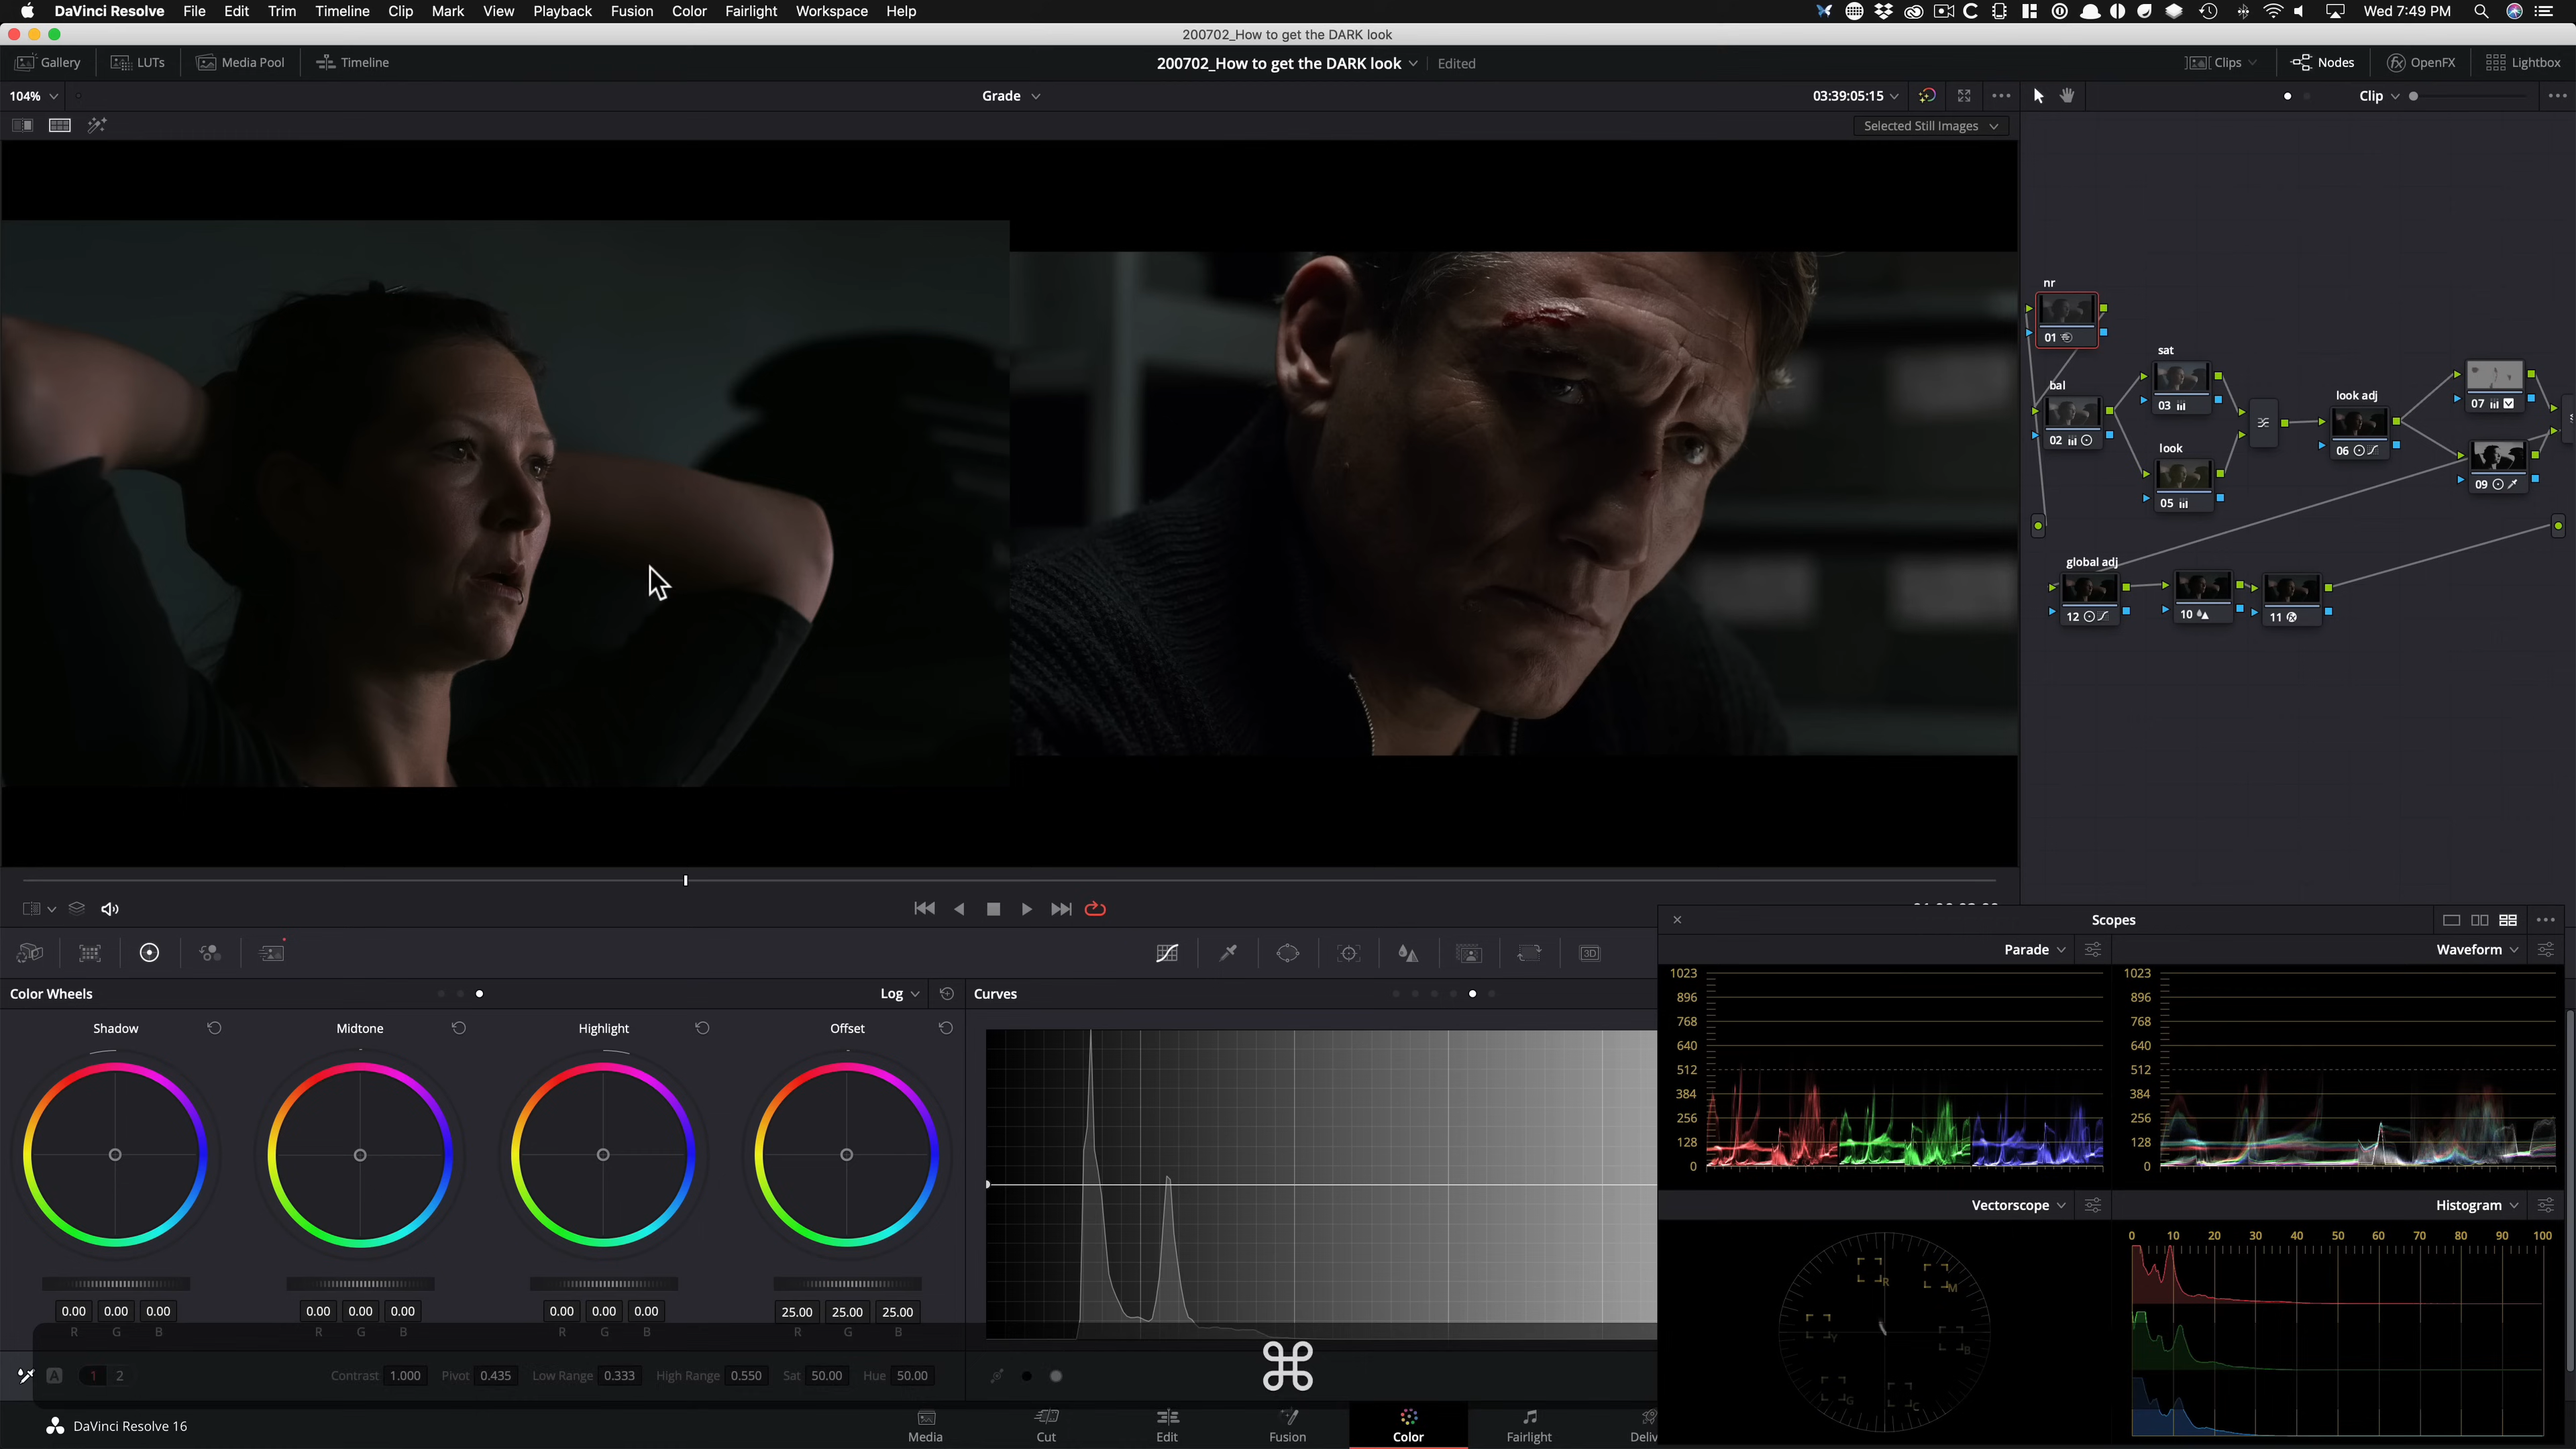 DaVinci Resolve File Edit Trim Timeline Clip Mark View Playback Fusion Color Fairlight Workspace Help Wed 7:49 PM
200702_How to get the DARK look
Gallery LUTs Media Pool Timeline 200702_How to get the DARK look Edited Clips Nodes OpenFX Lightbox
104% Grade 03:39:05:15 Clip
Selected Still Images
nr
01
sat
03
bal
02
look
05
look adj
06
07
09
global adj
12
10
11
Scopes
Parade Waveform
Color Wheels Log Curves
Shadow Midtone Highlight Offset
1023 1023
896 896
768 768
640 640
512 512
384 384
256 256
128 128
0 0
Vectorscope Histogram
0 10 20 30 40 50 60 70 80 90 100
R M
Y B
G C
0.00 0.00 0.00 0.00 0.00 0.00 0.00 0.00 0.00 25.00 25.00 25.00
R G B R G B R G B R G B
A 1 2 Contrast 1.000 Pivot 0.435 Low Range 0.333 High Range 0.550 Sat 50.00 Hue 50.00
⌘
DaVinci Resolve 16
Media Cut Edit Fusion Color Fairlight Deliv